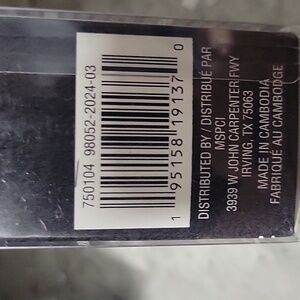 750104 98052-2024-03
1 95158 19137 0
DISTRIBUTED BY / DISTRIBUÉ PAR
MSPCI
3939 W JOHN CARPENTER FWY
IRVING, TX 75063
MADE IN CAMBODIA
FABRIQUÉ AU CAMBODGE